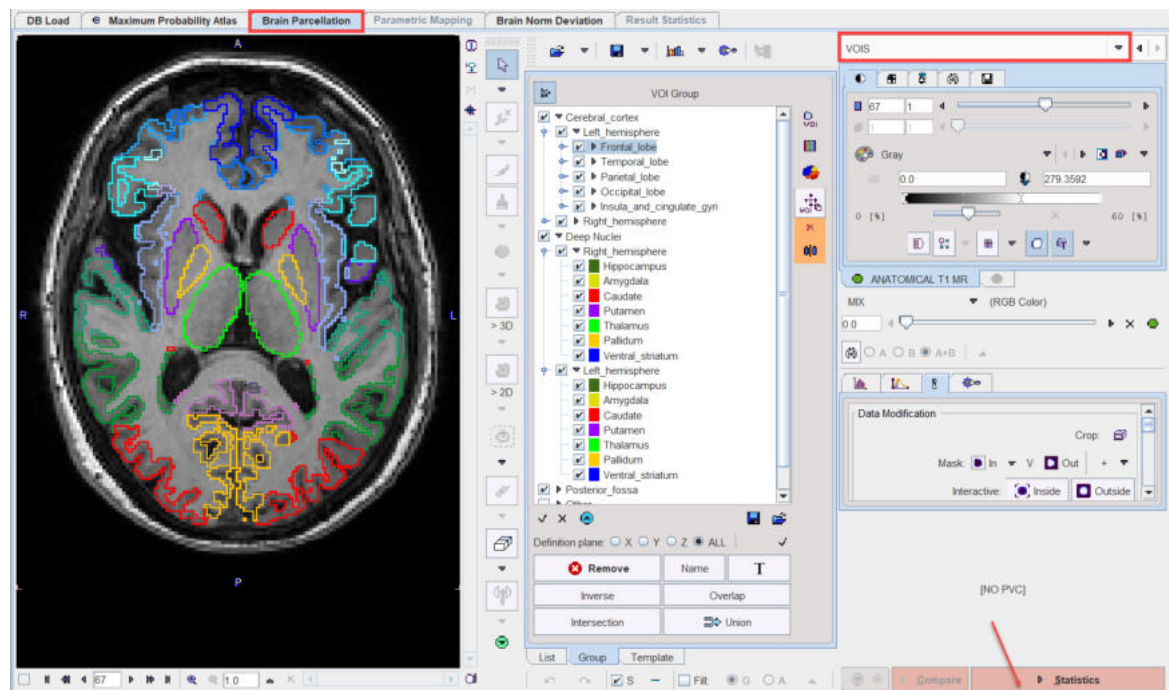 DB Load Maximum Probability Atlas Brain Parcellation Parametric Mapping Brain Norm Deviation Result Statistics
A
R
L
P
67 1.0
> 3D
> 2D
VOI Group
Cerebral_cortex
Left_hemisphere
Frontal_lobe
Temporal_lobe
Parietal_lobe
Occipital_lobe
Insula_and_cingulate_gyri
Right_hemisphere
Deep Nuclei
Right_hemisphere
Hippocampus
Amygdala
Caudate
Putamen
Thalamus
Pallidum
Ventral_striatum
Left_hemisphere
Hippocampus
Amygdala
Caudate
Putamen
Thalamus
Pallidum
Ventral_striatum
Posterior_fossa
Definition plane: X Y Z ALL
Remove Name T
Inverse Overlap
Intersection Union
List Group Template
S Fill: G O A
VOIS
67 1
1 1
Gray
0.0 279.3592
0 [%] 60 [%]
ANATOMICAL T1 MR
MIX (RGB Color)
0.0
A B A+B
Data Modification
Crop:
Mask: In V Out +
Interactive: Inside Outside
[NO PVC]
Compare Statistics